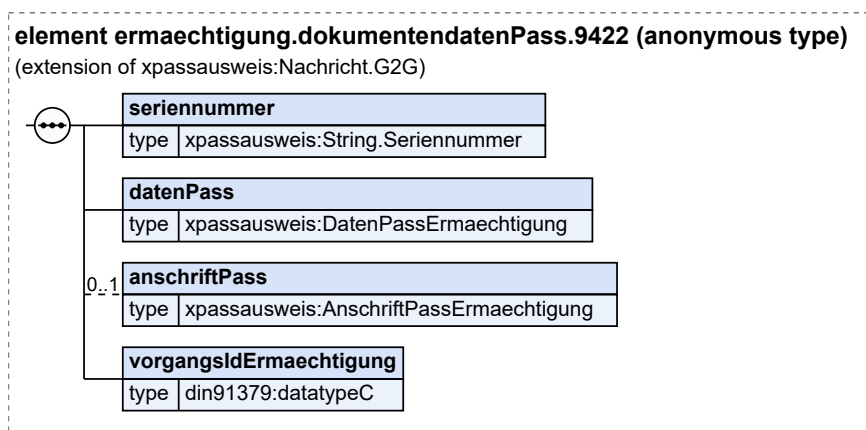 element ermaechtigung.dokumentendatenPass.9422 (anonymous type)
(extension of xpassausweis:Nachricht.G2G)
seriennummer
type xpassausweis:String.Seriennummer
datenPass
type xpassausweis:DatenPassErmaechtigung
0..1
anschriftPass
type xpassausweis:AnschriftPassErmaechtigung
vorgangsIdErmaechtigung
type din91379:datatypeC